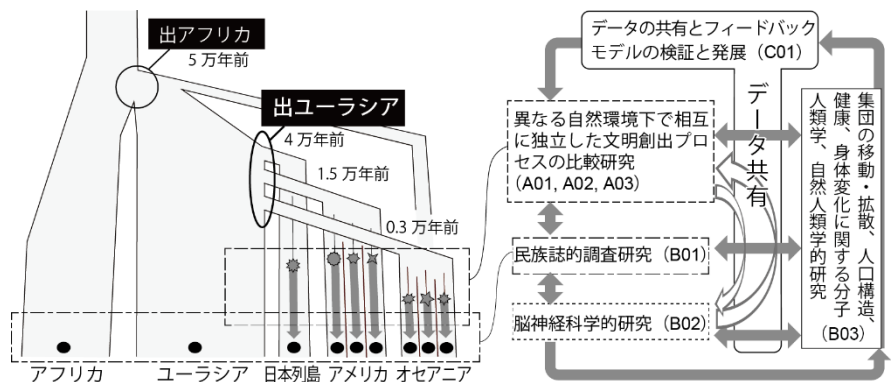 出アフリカ
5 万年前
出ユーラシア
4 万年前
1.5 万年前
0.3 万年前
アフリカ
ユーラシア
日本列島
アメリカ
オセアニア
データの共有とフィードバック
モデルの検証と発展（C01）
異なる自然環境下で相互
に独立した文明創出プロ
セスの比較研究
（A01, A02, A03）
民族誌的調査研究（B01）
脳神経科学的研究（B02）
データ共有
集団の移動・拡散、人口構造、
健康、身体変化に関する分子
人類学、自然人類学的研究
（B03）